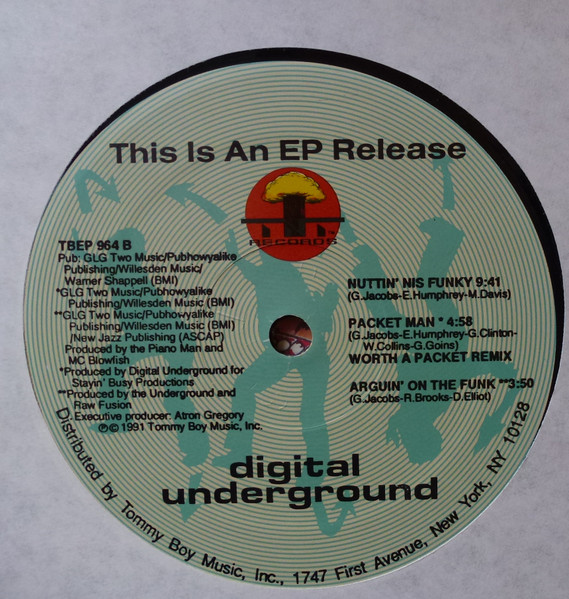 This Is An EP Release
RECORDS
TBEP 964 B
Pub: GLG Two Music/Pubhowyalike
Publishing/Willesden Music/
Warner Shappell (BMI)
*GLG Two Music/Pubhowyalike
Publishing/Willesden Music (BMI)
**GLG Two Music/Pubhowyalike
Publishing/Willesden Music (BMI)
/New Jazz Publishing (ASCAP)
Produced by the Piano Man and
MC Blowfish
*Produced by Digital Underground for
Stayin' Busy Productions
**Produced by the Underground and
Raw Fusion
Executive producer: Atron Gregory
℗© 1991 Tommy Boy Music, Inc.
NUTTIN' NIS FUNKY 9:41
(G.Jacobs-E.Humphrey-M.Davis)
PACKET MAN * 4:58
(G.Jacobs-E.Humphrey-G.Clinton-
W.Collins-G.Goins)
WORTH A PACKET REMIX
ARGUIN' ON THE FUNK **3:50
(G.Jacobs-R.Brooks-D.Elliot)
digital
underground
Distributed by Tommy Boy Music, Inc., 1747 First Avenue, New York, NY 10128